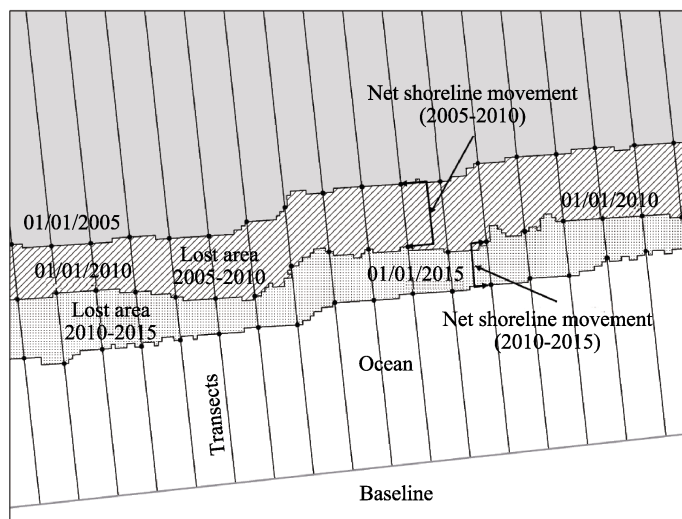 Net shoreline movement
(2005-2010)
01/01/2005
01/01/2010
01/01/2010
Lost area
2005-2010
01/01/2015
Lost area
2010-2015
Net shoreline movement
(2010-2015)
Ocean
Transects
Baseline